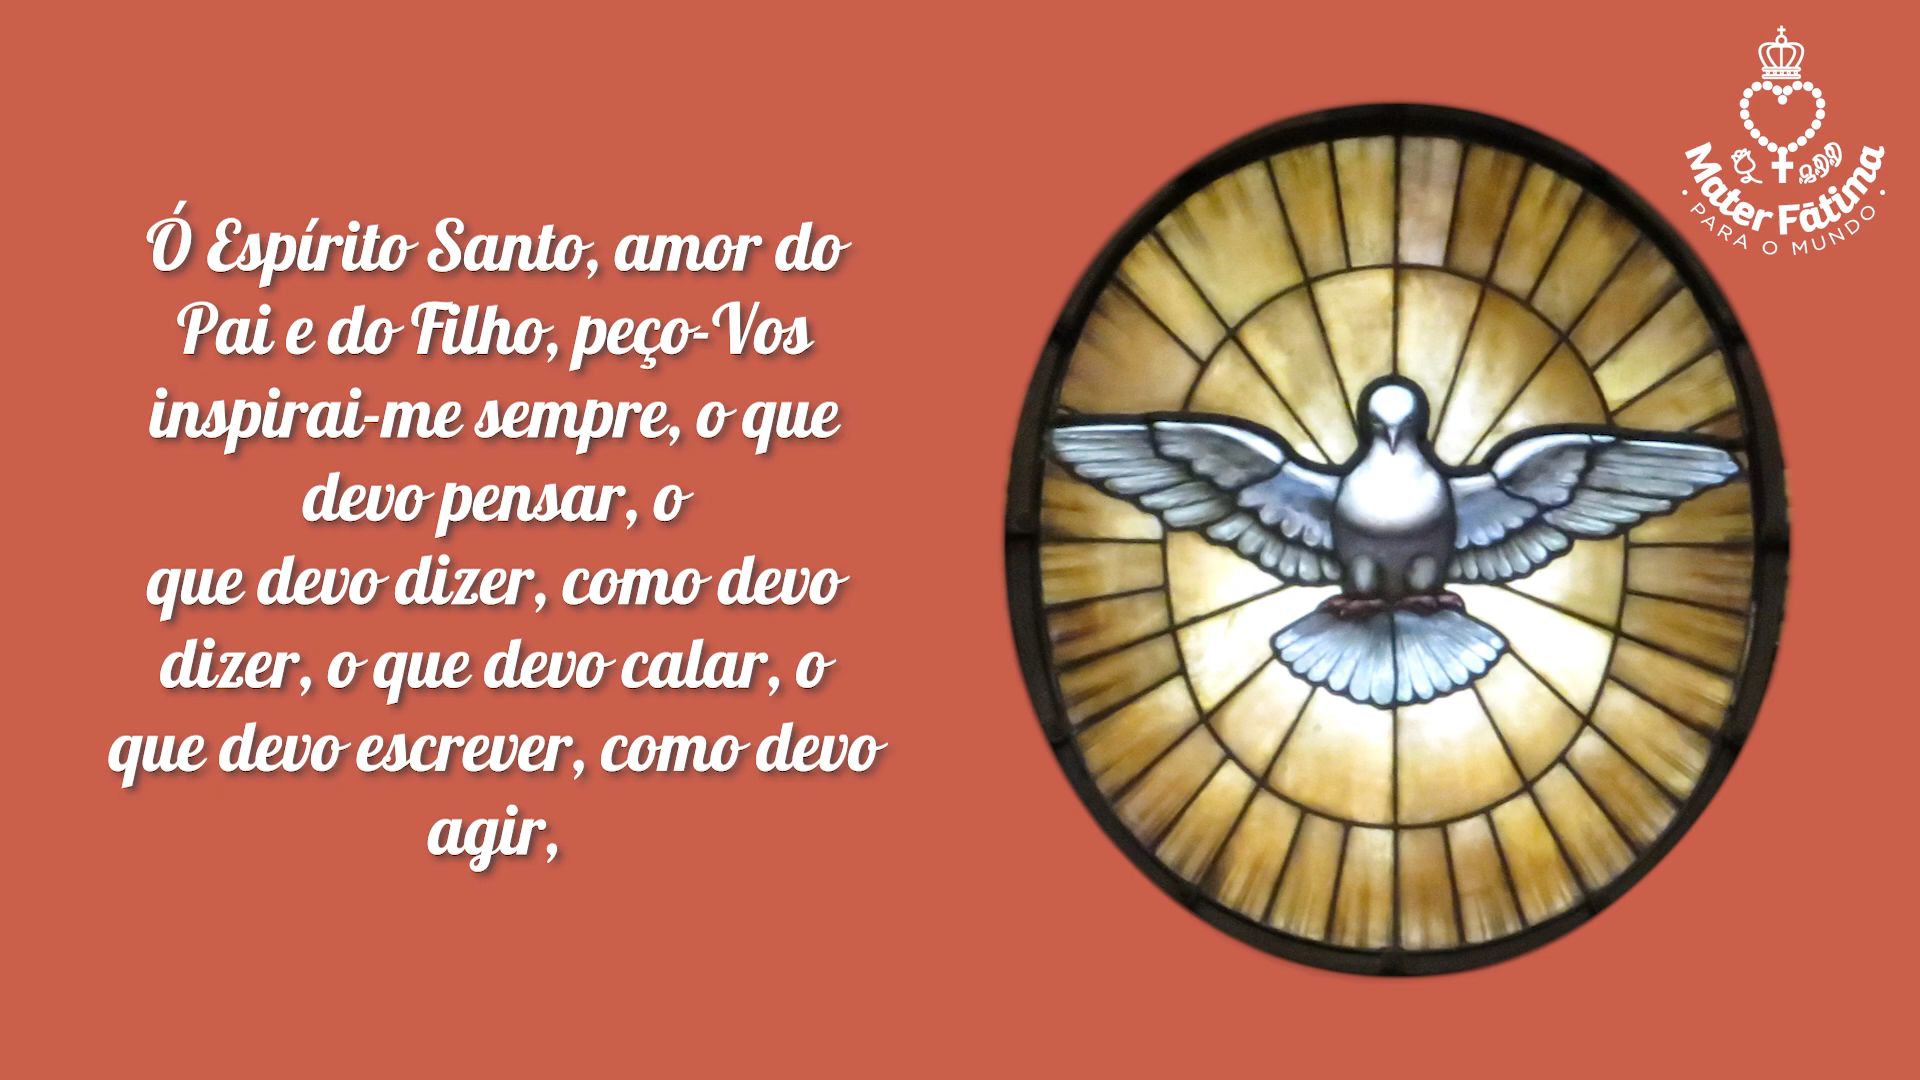 Ó Espírito Santo, amor do
Pai e do Filho, peço-Vos
inspirai-me sempre, o que
devo pensar, o
que devo dizer, como devo
dizer, o que devo calar, o
que devo escrever, como devo
agir,
Mater Fátima
• PARA O MUNDO •